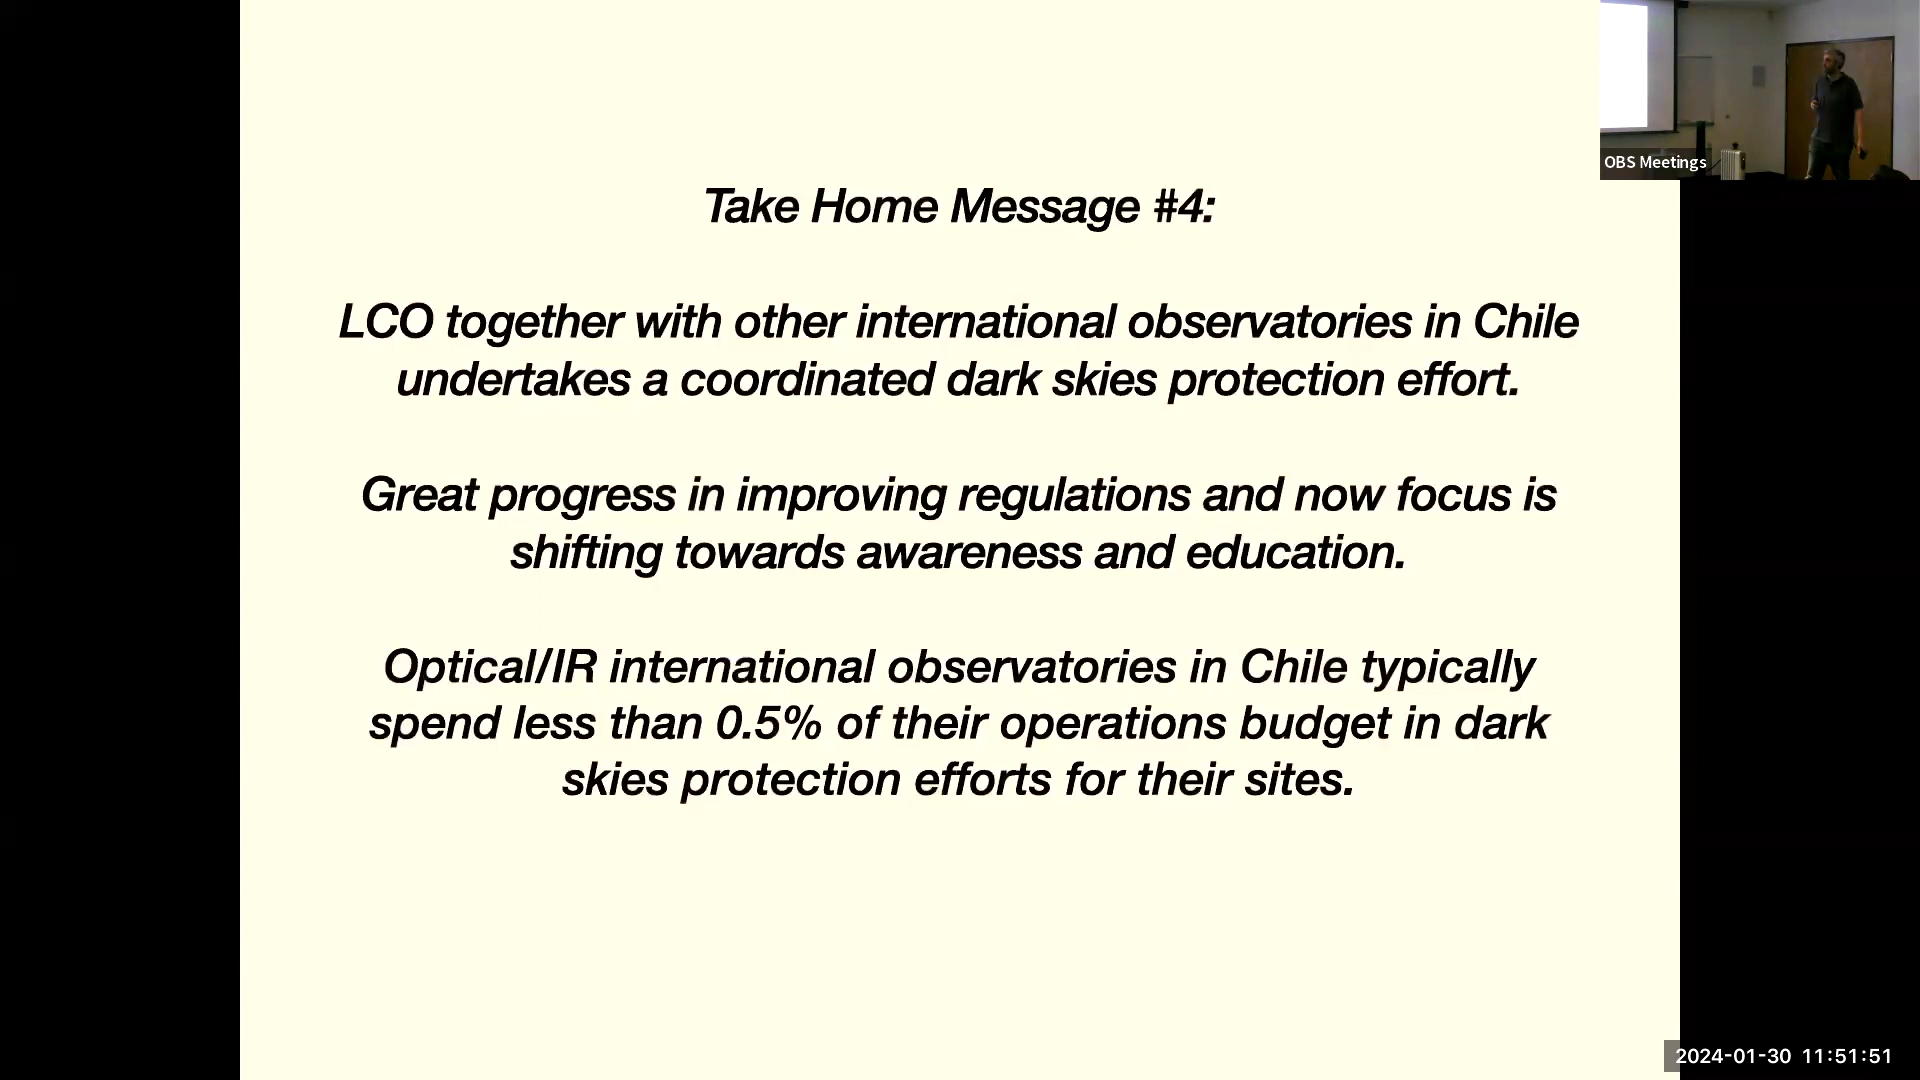 Take Home Message #4:
LCO together with other international observatories in Chile
undertakes a coordinated dark skies protection effort.
Great progress in improving regulations and now focus is
shifting towards awareness and education.
Optical/IR international observatories in Chile typically
spend less than 0.5% of their operations budget in dark
skies protection efforts for their sites.
OBS Meetings
2024-01-30 11:51:51